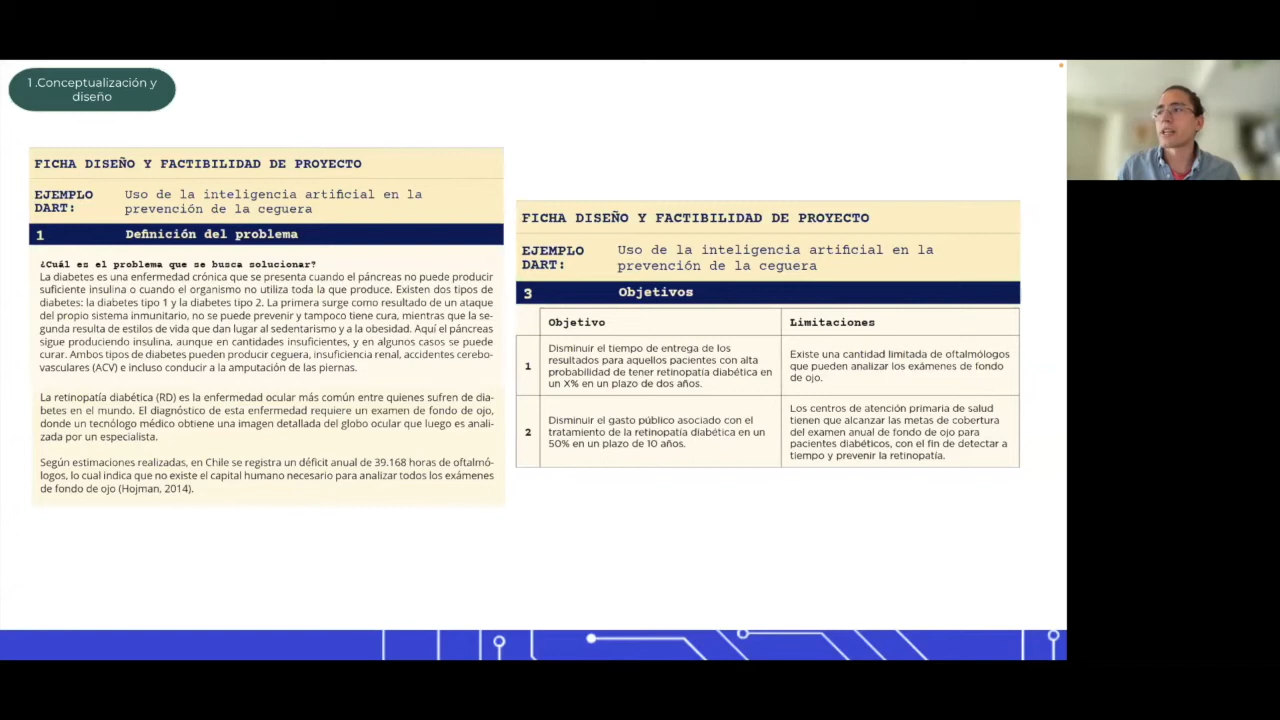 1 .Conceptualización y
diseño
FICHA DISEÑO Y FACTIBILIDAD DE PROYECTO
EJEMPLO DART: Uso de la inteligencia artificial en la
prevención de la ceguera
1 Definición del problema
¿Cuál es el problema que se busca solucionar?
La diabetes es una enfermedad crónica que se presenta cuando el páncreas no puede producir
suficiente insulina o cuando el organismo no utiliza toda la que produce. Existen dos tipos de
diabetes: la diabetes tipo 1 y la diabetes tipo 2. La primera surge como resultado de un ataque
del propio sistema inmunitario, no se puede prevenir y tampoco tiene cura, mientras que la se-
gunda resulta de estilos de vida que dan lugar al sedentarismo y a la obesidad. Aquí el páncreas
sigue produciendo insulina, aunque en cantidades insuficientes, y en algunos casos se puede
curar. Ambos tipos de diabetes pueden producir ceguera, insuficiencia renal, accidentes cerebo-
vasculares (ACV) e incluso conducir a la amputación de las piernas.
La retinopatía diabética (RD) es la enfermedad ocular más común entre quienes sufren de dia-
betes en el mundo. El diagnóstico de esta enfermedad requiere un examen de fondo de ojo,
donde un tecnólogo médico obtiene una imagen detallada del globo ocular que luego es anali-
zada por un especialista.
Según estimaciones realizadas, en Chile se registra un déficit anual de 39.168 horas de oftalmó-
logos, lo cual indica que no existe el capital humano necesario para analizar todos los exámenes
de fondo de ojo (Hojman, 2014).
FICHA DISEÑO Y FACTIBILIDAD DE PROYECTO
EJEMPLO DART: Uso de la inteligencia artificial en la
prevención de la ceguera
3 Objetivos
Objetivo Limitaciones
1
Disminuir el tiempo de entrega de los
resultados para aquellos pacientes con alta
probabilidad de tener retinopatía diabética en
un X% en un plazo de dos años.
Existe una cantidad limitada de oftalmólogos
que pueden analizar los exámenes de fondo
de ojo.
2
Disminuir el gasto público asociado con el
tratamiento de la retinopatía diabética en un
50% en un plazo de 10 años.
Los centros de atención primaria de salud
tienen que alcanzar las metas de cobertura
del examen anual de fondo de ojo para
pacientes diabéticos, con el fin de detectar a
tiempo y prevenir la retinopatía.